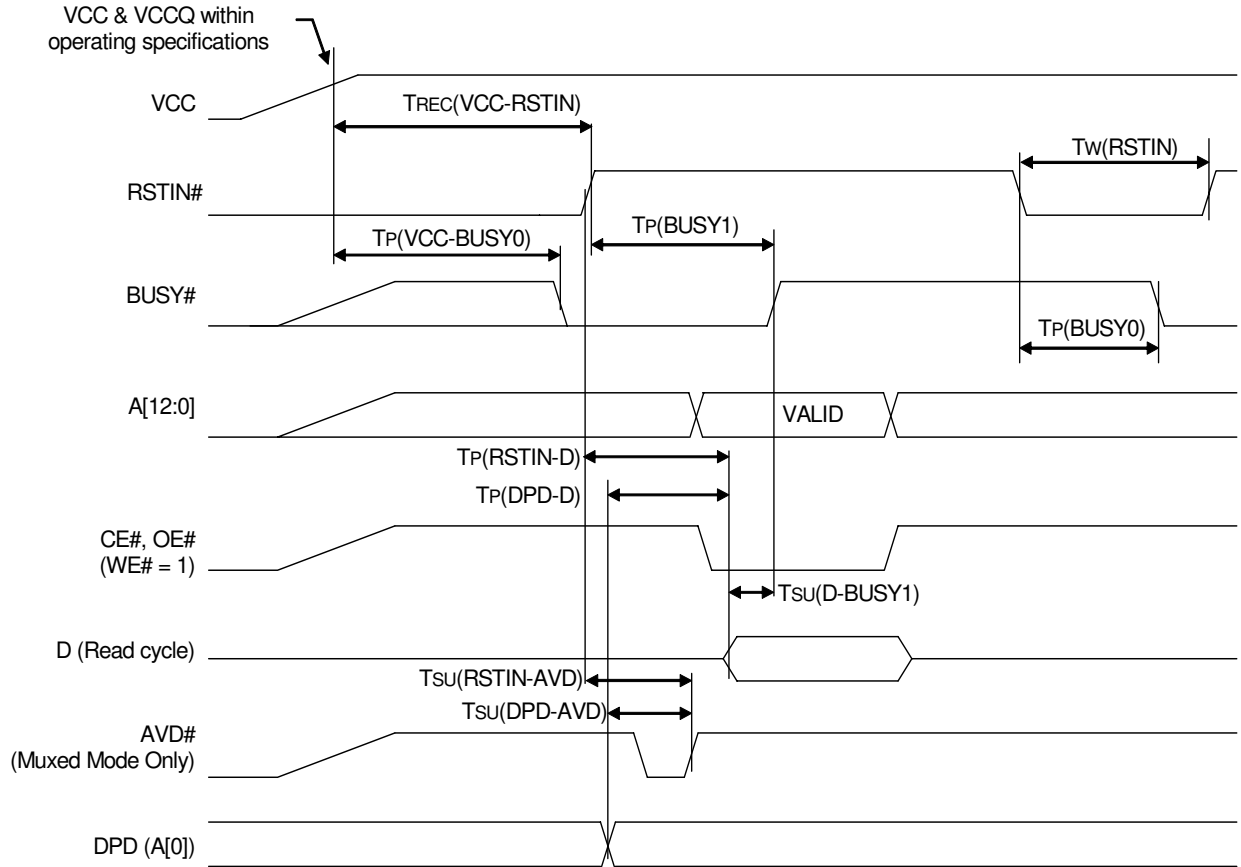 VCC & VCCQ within
operating specifications
VCC
TREC(VCC-RSTIN)
TW(RSTIN)
RSTIN#
TP(VCC-BUSY0)
TP(BUSY1)
BUSY#
TP(BUSY0)
A[12:0]
VALID
TP(RSTIN-D)
TP(DPD-D)
CE#, OE#
(WE# = 1)
TSU(D-BUSY1)
D (Read cycle)
TSU(RSTIN-AVD)
TSU(DPD-AVD)
AVD#
(Muxed Mode Only)
DPD (A[0])